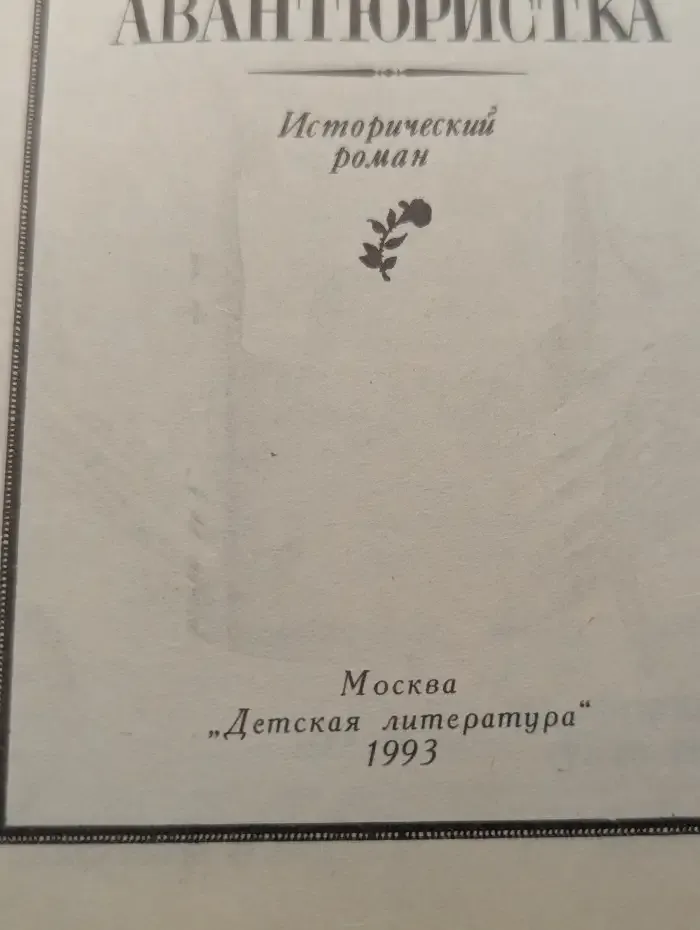 АВАНТЮРИСТКА
Исторический
роман
Москва
„Детская литература“
1993